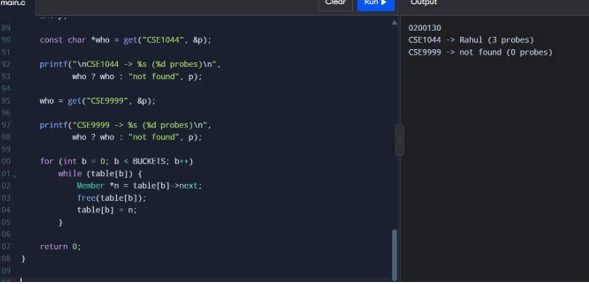 main.c
Clear
Run
Output
89
90 const char *who = get("CSE1044", &p);
91
92 printf("\nCSE1044 -> %s (%d probes)\n",
93 who ? who : "not found", p);
94
95 who = get("CSE9999", &p);
96
97 printf("CSE9999 -> %s (%d probes)\n",
98 who ? who : "not found", p);
99
00 for (int b = 0; b < BUCKETS; b++)
01 while (table[b]) {
02 Member *n = table[b]->next;
03 free(table[b]);
04 table[b] = n;
05 }
06
07 return 0;
08 }
09
0200130
CSE1044 -> Rahul (3 probes)
CSE9999 -> not found (0 probes)